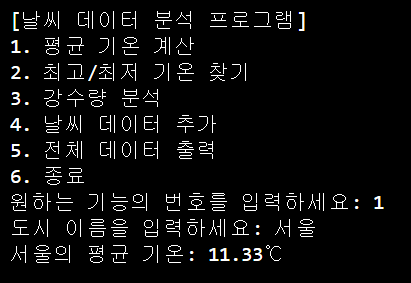 [날씨 데이터 분석 프로그램]
1. 평균 기온 계산
2. 최고/최저 기온 찾기
3. 강수량 분석
4. 날씨 데이터 추가
5. 전체 데이터 출력
6. 종료
원하는 기능의 번호를 입력하세요: 1
도시 이름을 입력하세요: 서울
서울의 평균 기온: 11.33℃